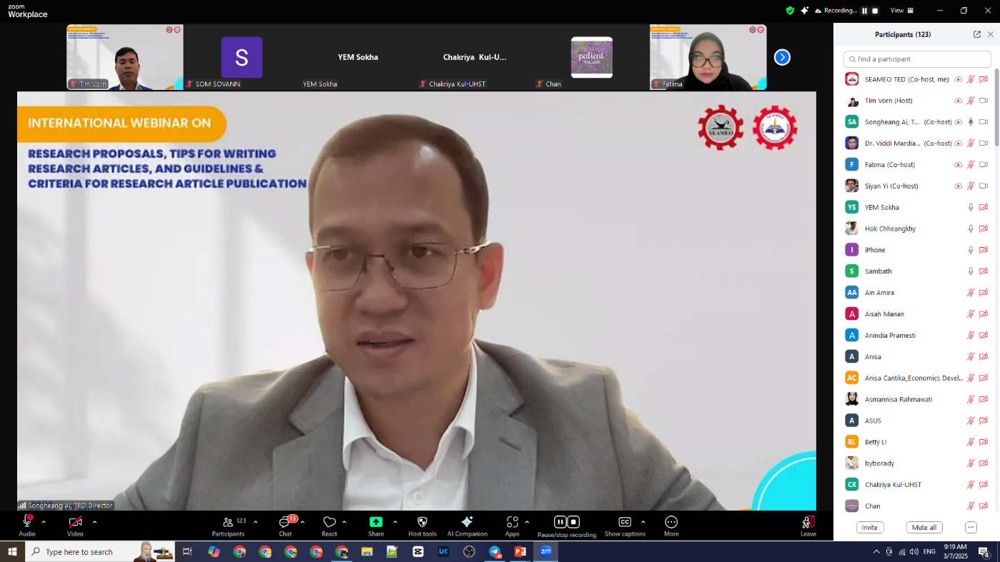 zoom
Workplace
Recording...
View
Tim Vorn
S
SOM SOVANN
YEM Sokha
YEM Sokha
Chakriya Kul-U...
Chakriya Kul-UHST
patient
Chan
Fatima
INTERNATIONAL WEBINAR ON
RESEARCH PROPOSALS, TIPS FOR WRITING
RESEARCH ARTICLES, AND GUIDELINES &
CRITERIA FOR RESEARCH ARTICLE PUBLICATION
SEAMEO
Songheang Ai, TED Director
Participants (123)
Find a participant
SEAMEO TED (Co-host, me)
Tim Vorn (Host)
SA Songheang Ai, T... (Co-host)
Dr. Viddi Mardia... (Co-host)
F Fatima (Co-host)
Siyan Yi (Co-host)
YS YEM Sokha
Hok Chheangkhy
I iPhone
S Sambath
AA Ain Amira
A Aisah Manan
A Anindia Pramesti
A Anisa
AC Anisa Cantika_Economics Devel...
Asmannisa Rahmawati
A ASUS
BL Betty LI
byborady
CK Chakriya Kul-UHST
Chan
Invite
Mute all
Audio
Video
123
Participants
13
Chat
React
Share
Host tools
AI Companion
Apps
Pause/stop recording
CC
Show captions
More
Leave
Type here to search
Lrc
zm
ENG
9:19 AM
3/7/2025
4